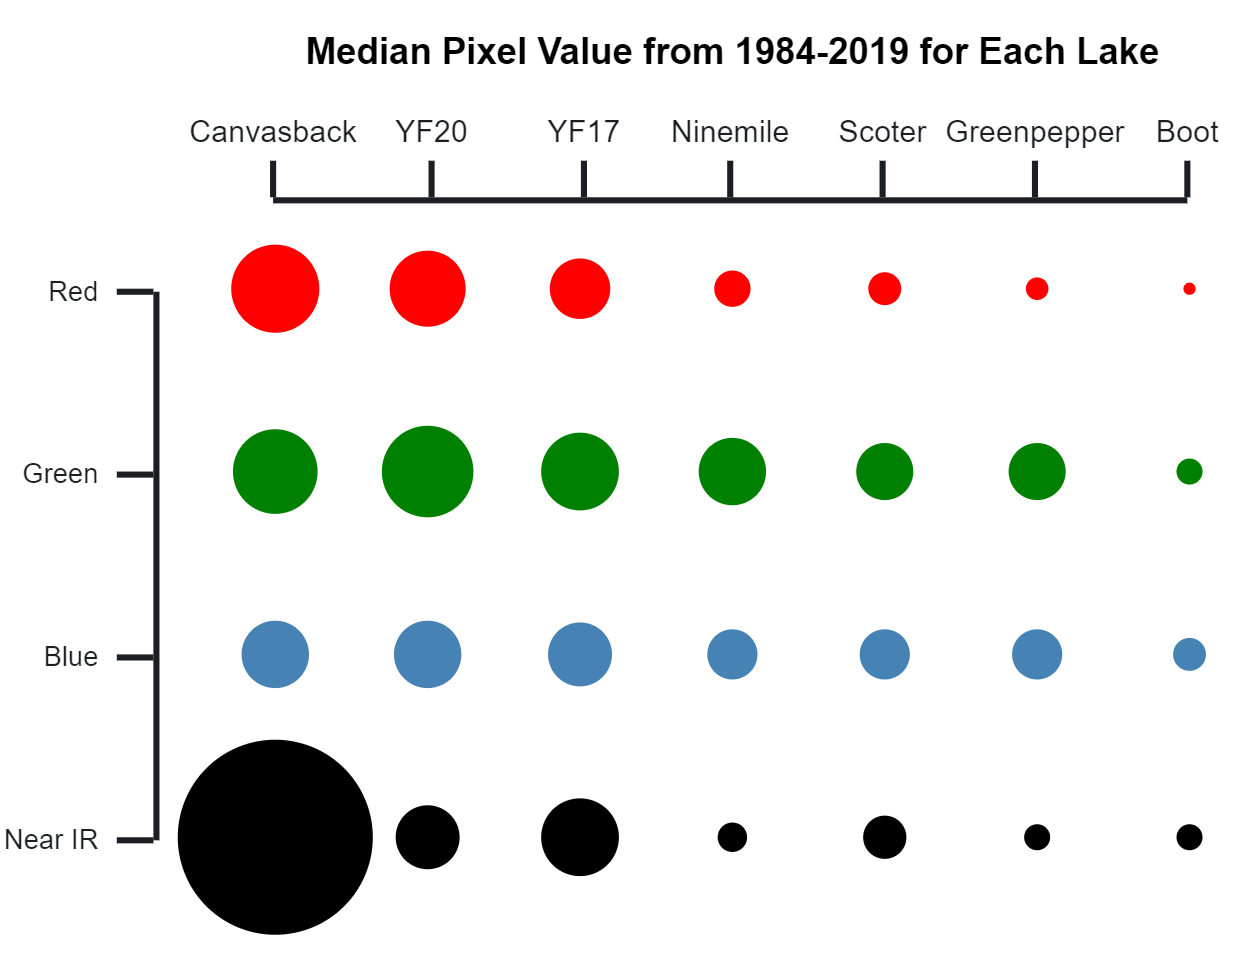 Median Pixel Value from 1984-2019 for Each Lake
Canvasback YF20 YF17 Ninemile Scoter Greenpepper Boot
Red
Green
Blue
Near IR